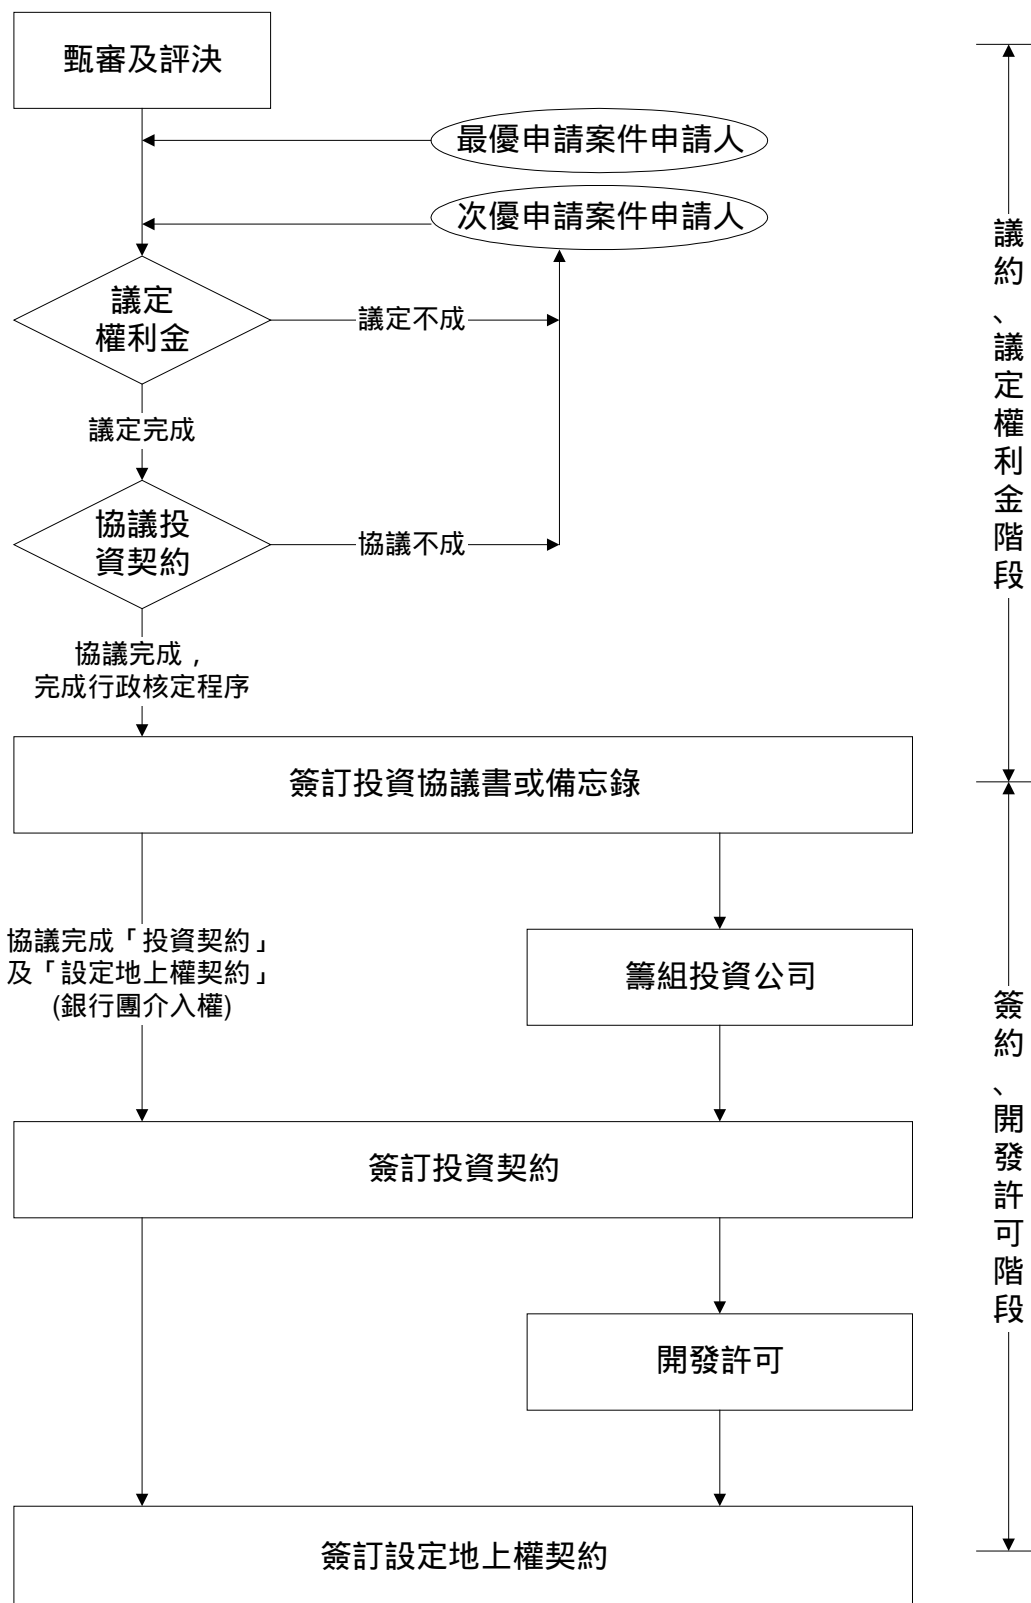 甄審及評決
最優申請案件申請人
次優申請案件申請人
議定
權利金
議定不成
議定完成
協議投
資契約
協議不成
協議完成，
完成行政核定程序
簽訂投資協議書或備忘錄
協議完成「投資契約」
及「設定地上權契約」
(銀行團介入權)
籌組投資公司
簽訂投資契約
開發許可
簽訂設定地上權契約
議約、議定權利金階段
簽約、開發許可階段